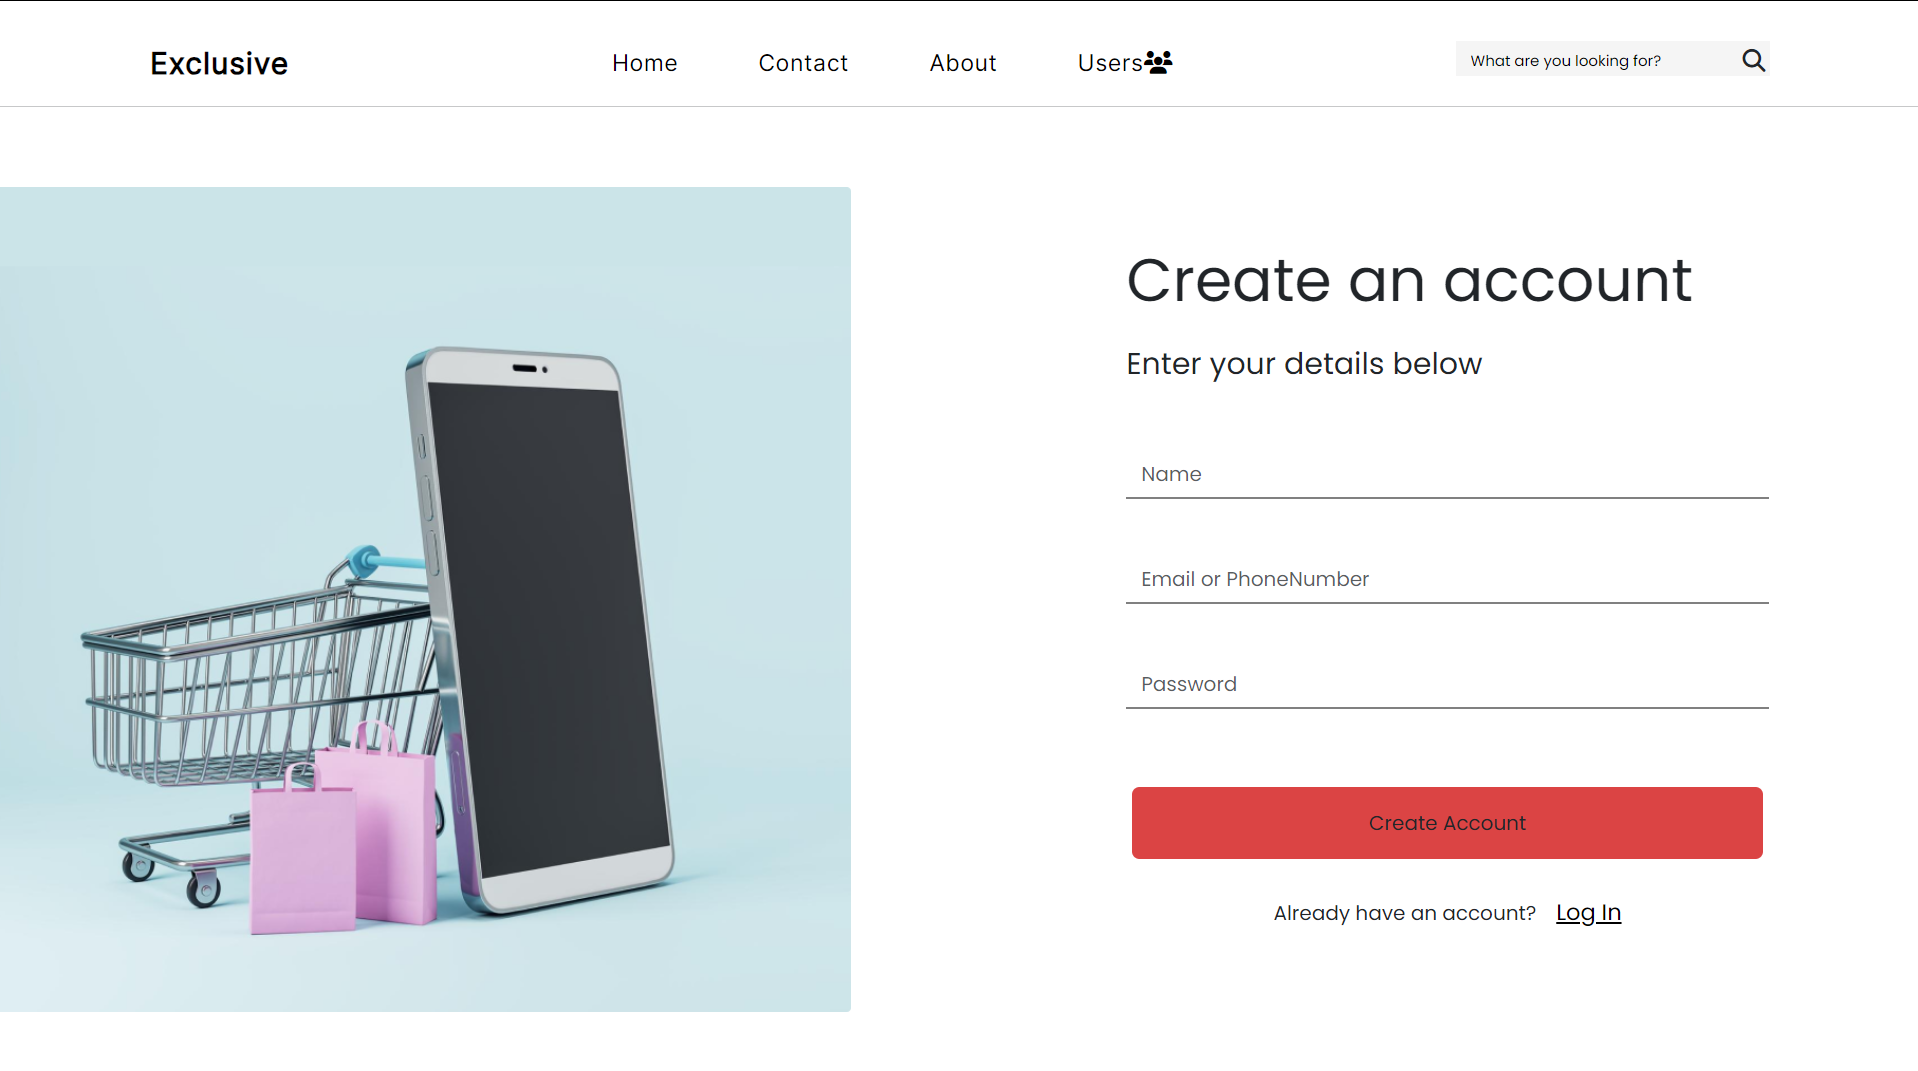 Exclusive
Home Contact About Users
What are you looking for?
Create an account
Enter your details below
Name
Email or PhoneNumber
Password
Create Account
Already have an account? Log In